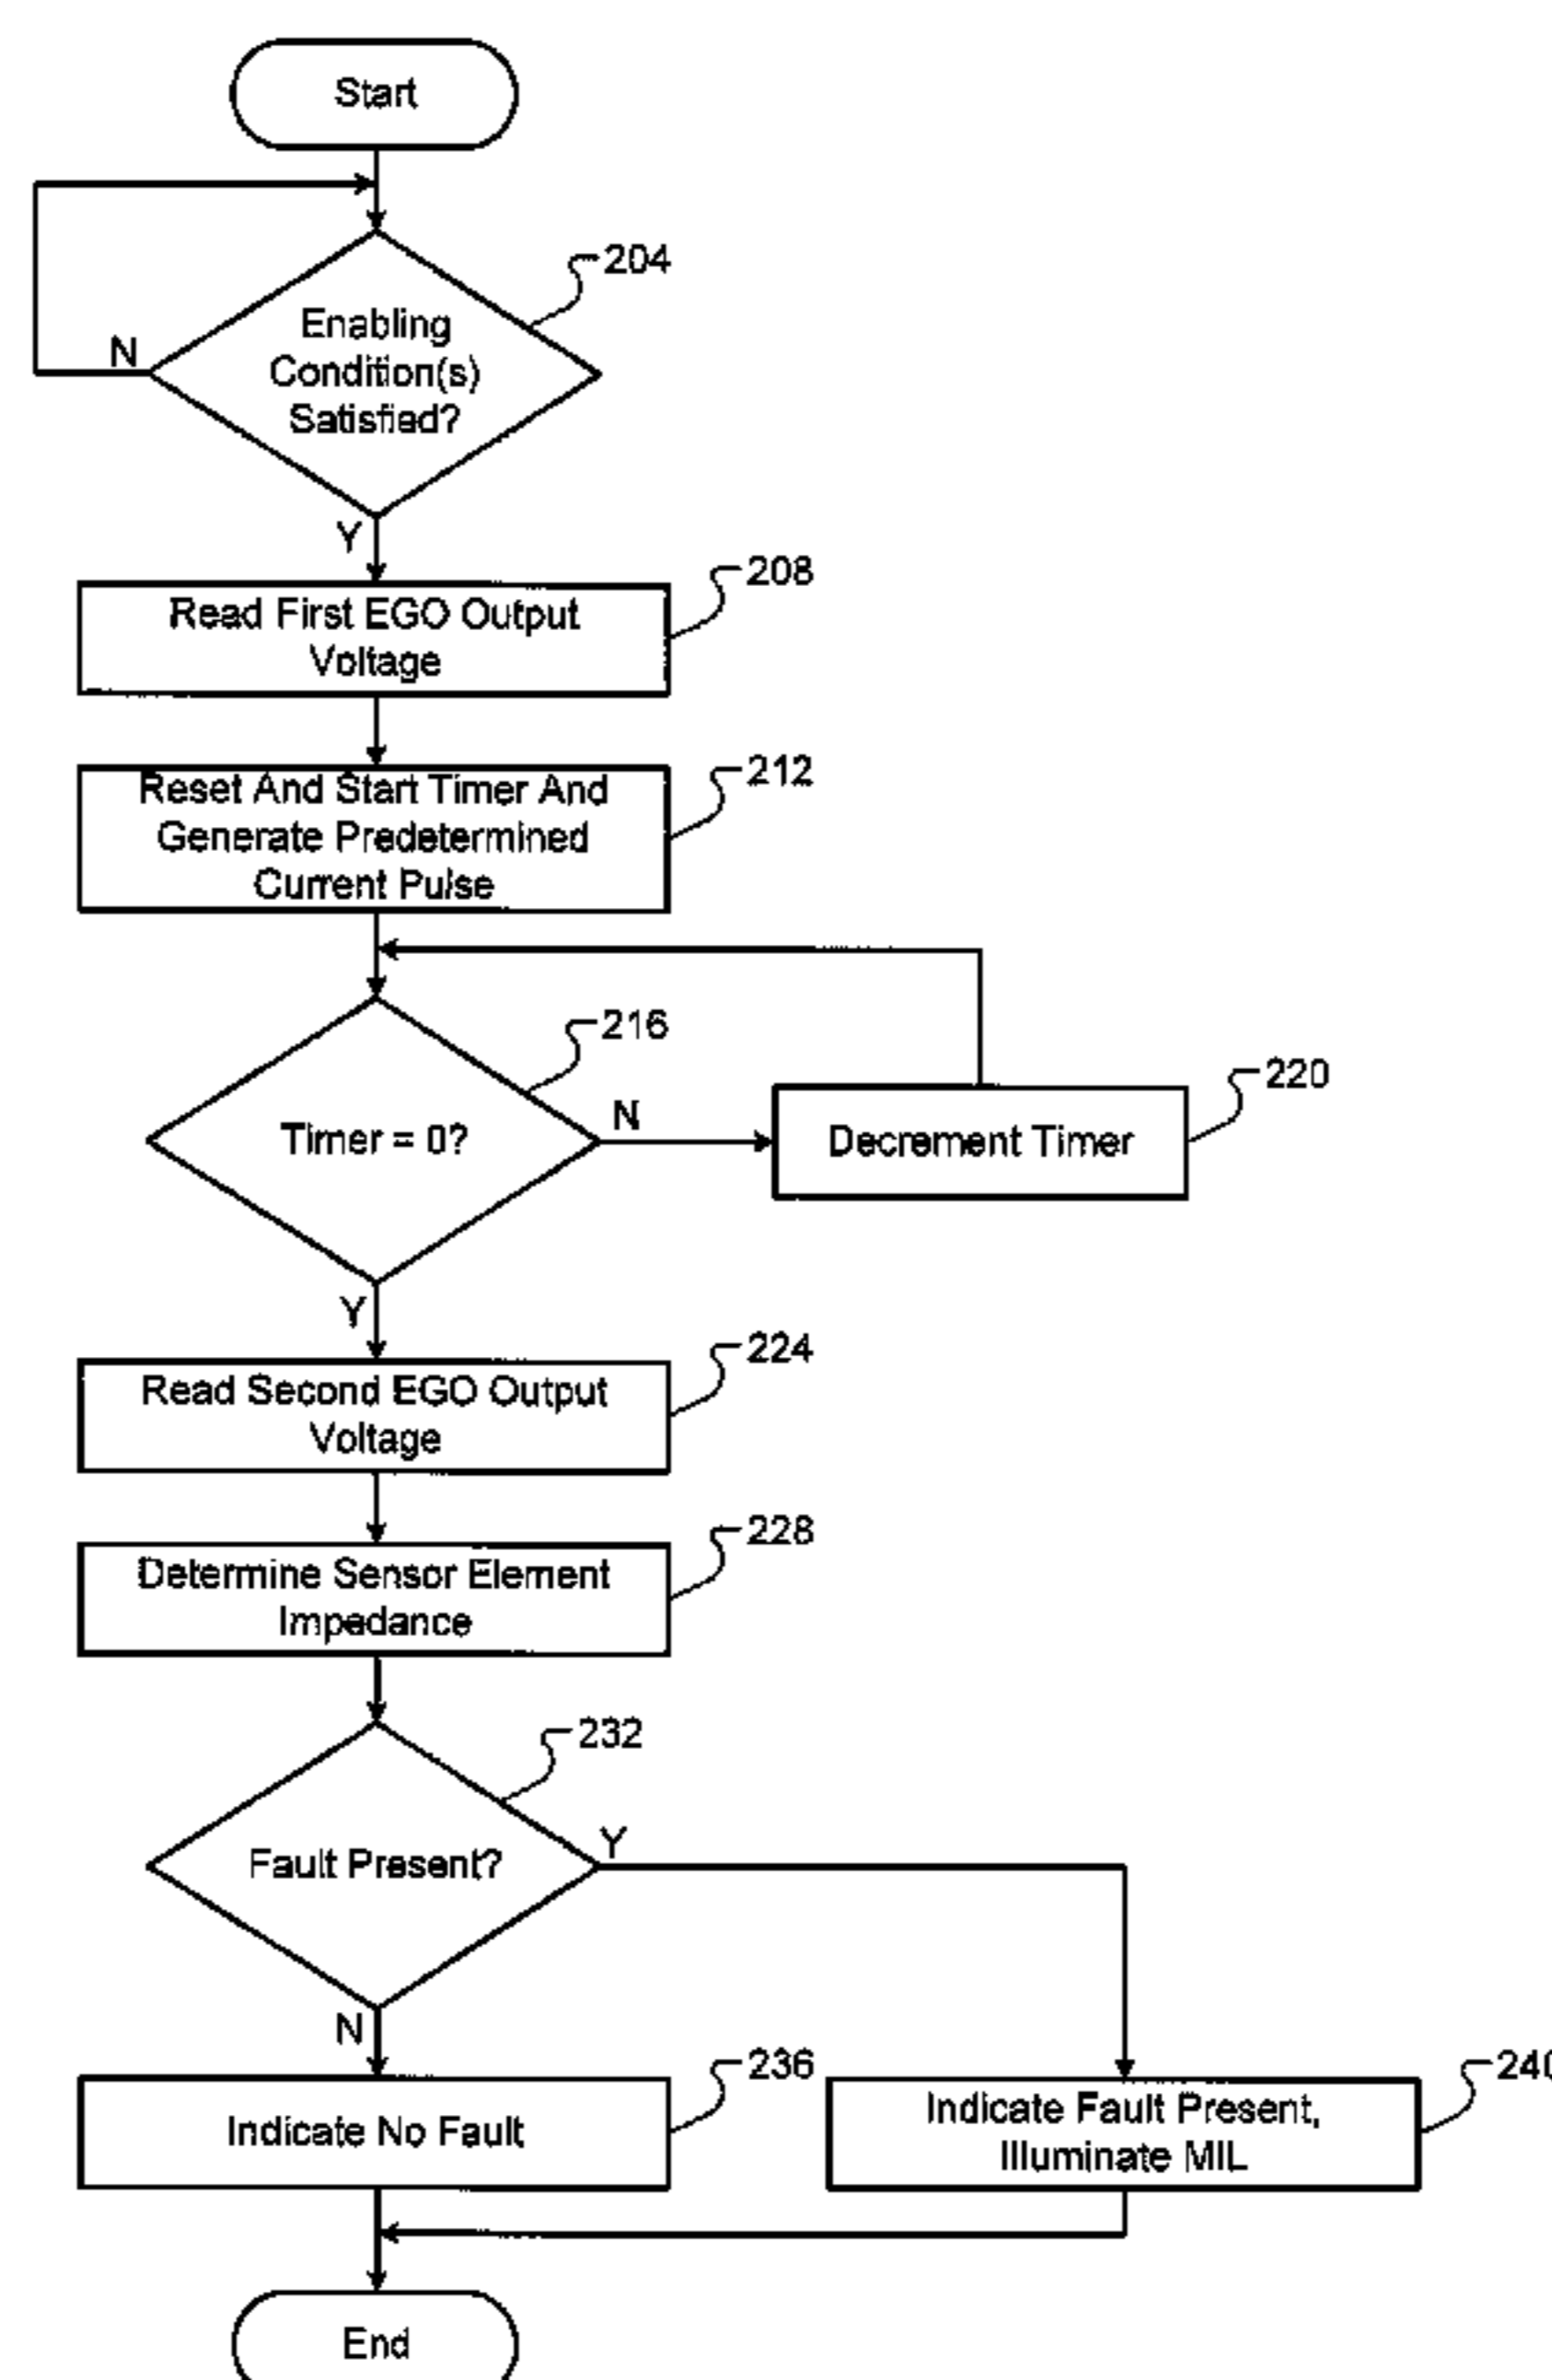 Start
204
Enabling
Condition(s)
Satisfied?
N
Y
208
Read First EGO Output
Voltage
212
Reset And Start Timer And
Generate Predetermined
Current Pulse
216
Timer = 0?
N
220
Decrement Timer
Y
224
Read Second EGO Output
Voltage
228
Determine Sensor Element
Impedance
232
Fault Present?
Y
N
236
Indicate No Fault
240
Indicate Fault Present,
Illuminate MIL
End